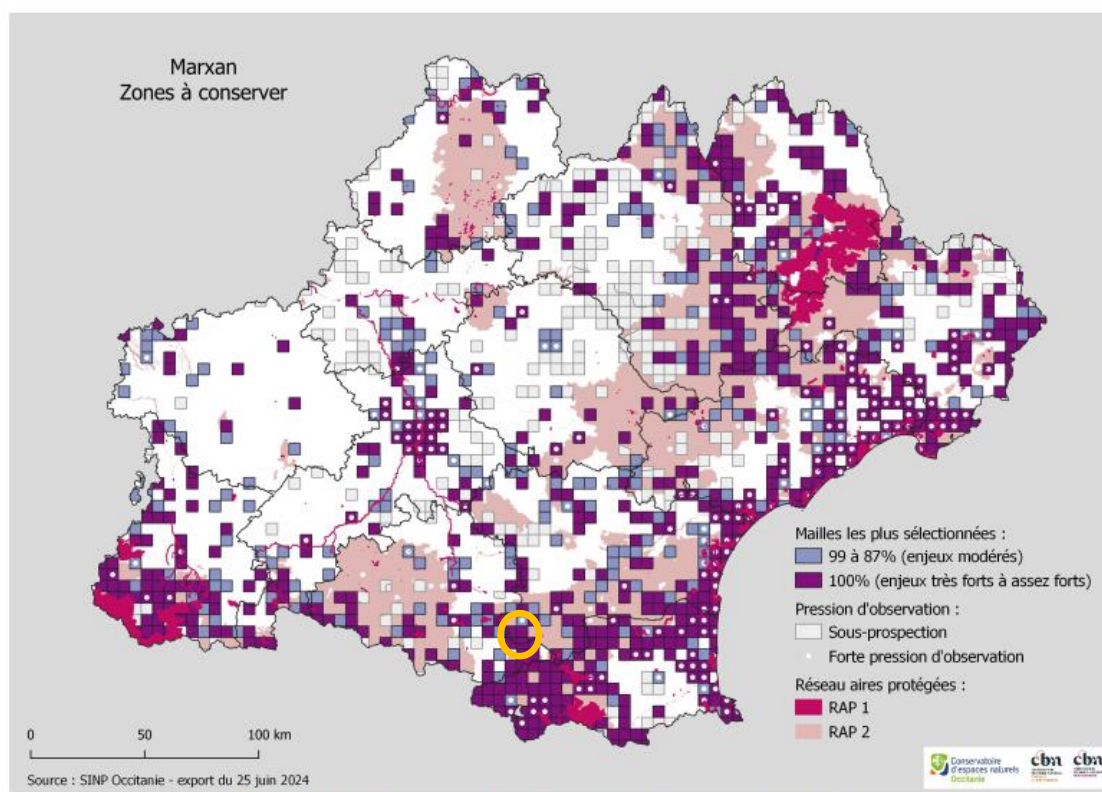 Marxan
Zones à conserver
Mailles les plus sélectionnées :
99 à 87% (enjeux modérés)
100% (enjeux très forts à assez forts)
Pression d'observation :
Sous-prospection
Forte pression d'observation
Réseau aires protégées :
RAP 1
RAP 2
0 50 100 km
Source : SINP Occitanie - export du 25 juin 2024
Conservatoire
d'espaces naturels
Occitanie
cbn
cbn